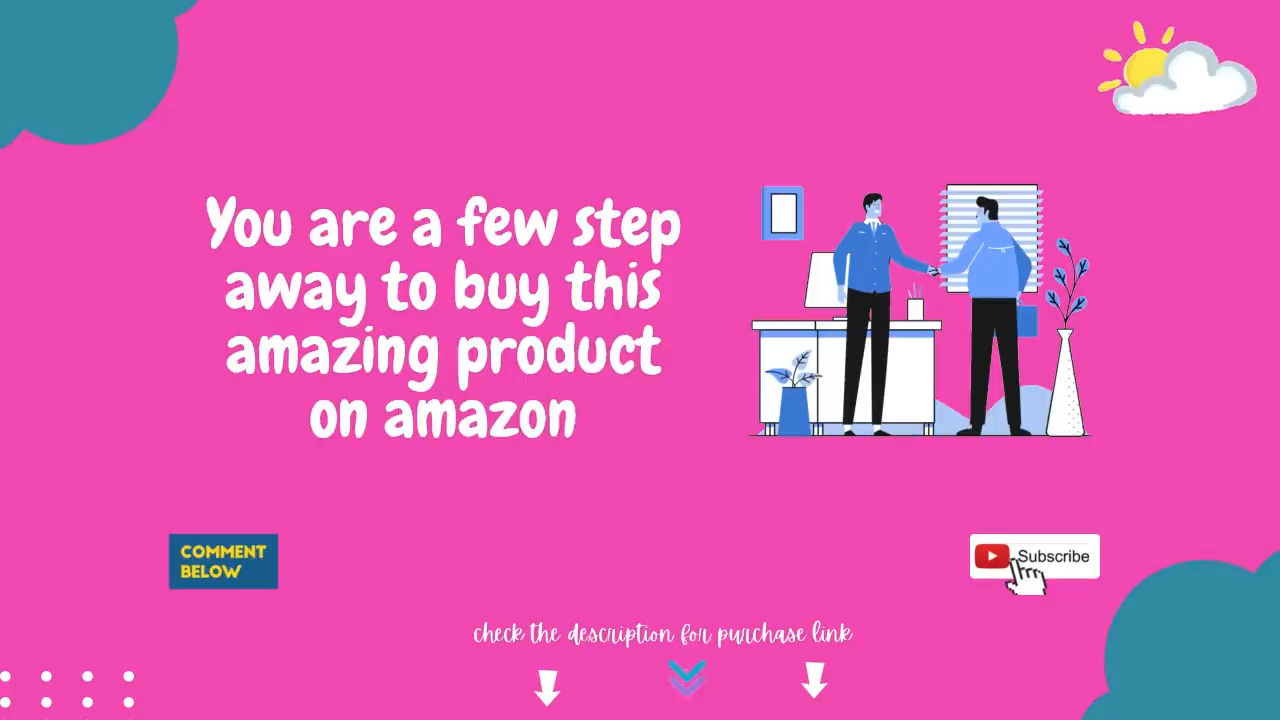 You are a few step
away to buy this
amazing product
on amazon
COMMENT
BELOW
Subscribe
check the description for purchase link